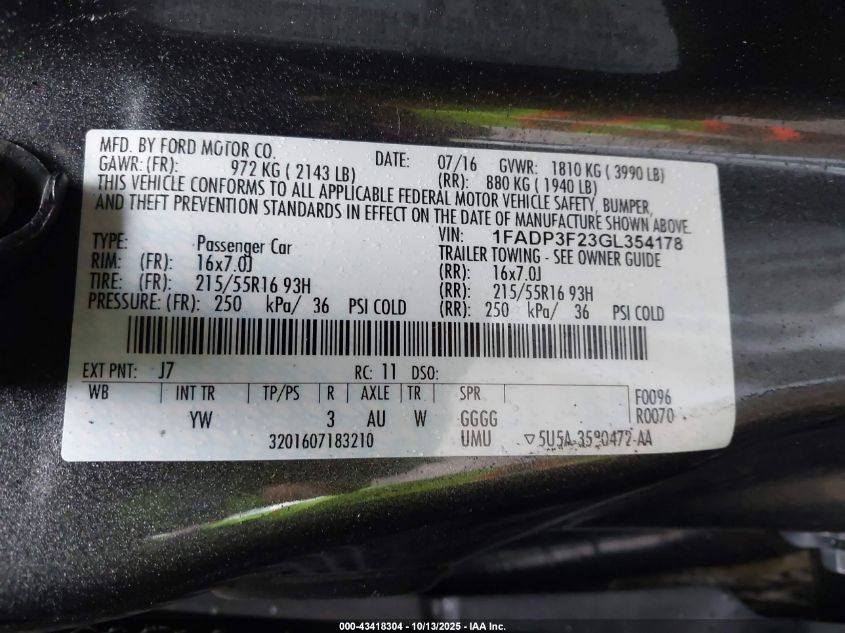 MFD. BY FORD MOTOR CO.
DATE: 07/16 GVWR: 1810 KG ( 3990 LB)
GAWR: (FR): 972 KG ( 2143 LB) (RR): 880 KG ( 1940 LB)
THIS VEHICLE CONFORMS TO ALL APPLICABLE FEDERAL MOTOR VEHICLE SAFETY, BUMPER,
AND THEFT PREVENTION STANDARDS IN EFFECT ON THE DATE OF MANUFACTURE SHOWN ABOVE.
VIN: 1FADP3F23GL354178
TYPE: Passenger Car TRAILER TOWING - SEE OWNER GUIDE
RIM: (FR): 16x7.0J (RR): 16x7.0J
TIRE: (FR): 215/55R16 93H (RR): 215/55R16 93H
PRESSURE: (FR): 250 kPa/ 36 PSI COLD (RR): 250 kPa/ 36 PSI COLD
EXT PNT: J7 RC: 11 DSO:
WB INT TR TP/PS R AXLE TR SPR F0096
YW 3 AU W GGGG R0070
3201607183210 UMU ▽5U5A-3520472-AA
000-43418304 | 10/13/2025 - IAA Inc.